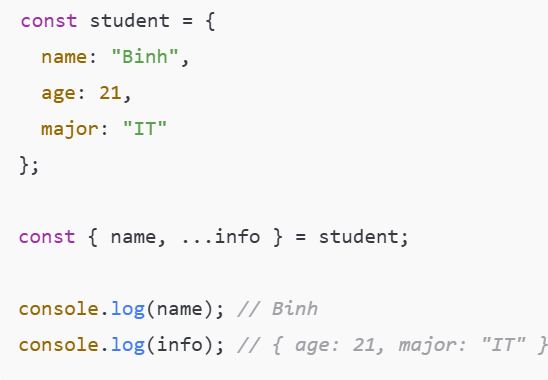 const student = {
  name: "Binh",
  age: 21,
  major: "IT"
};

const { name, ...info } = student;

console.log(name); // Binh
console.log(info); // { age: 21, major: "IT" }